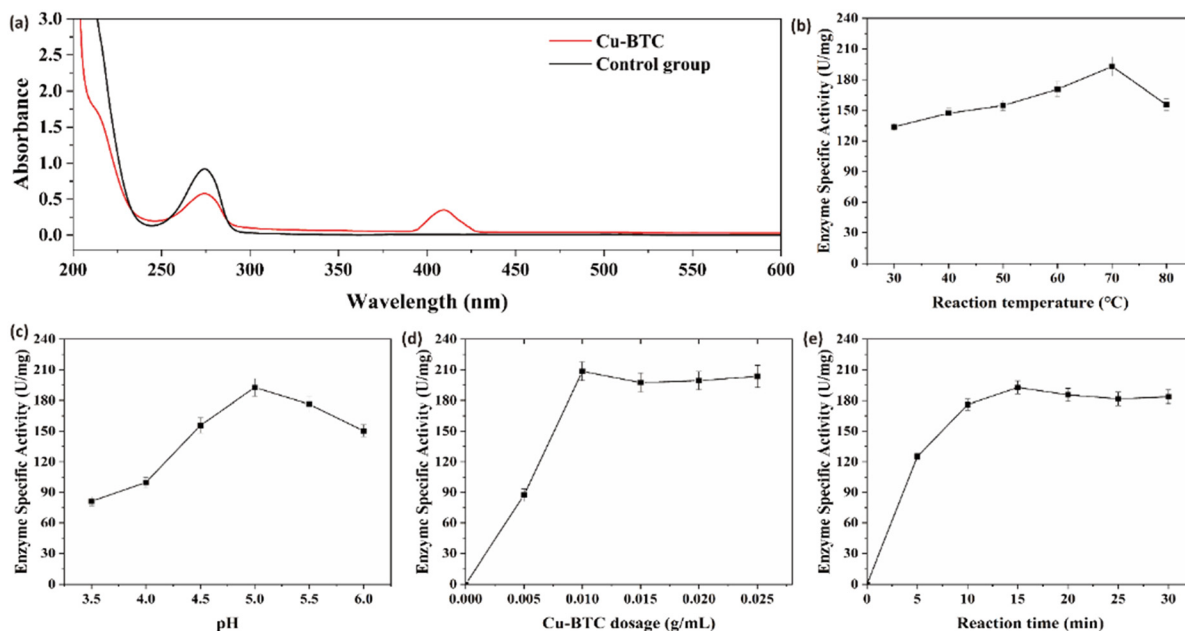 (a)
3.0
2.5
2.0
1.5
1.0
0.5
0.0
Absorbance
Cu-BTC
Control group
200 250 300 350 400 450 500 550 600
Wavelength (nm)
(b)
240
210
180
150
120
90
60
30
0
Enzyme Specific Activity (U/mg)
30 40 50 60 70 80
Reaction temperature (°C)
(c)
240
210
180
150
120
90
60
30
0
Enzyme Specific Activity (U/mg)
3.5 4.0 4.5 5.0 5.5 6.0
pH
(d)
240
210
180
150
120
90
60
30
0
Enzyme Specific Activity (U/mg)
0.000 0.005 0.010 0.015 0.020 0.025
Cu-BTC dosage (g/mL)
(e)
240
210
180
150
120
90
60
30
0
Enzyme Specific Activity (U/mg)
0 5 10 15 20 25 30
Reaction time (min)